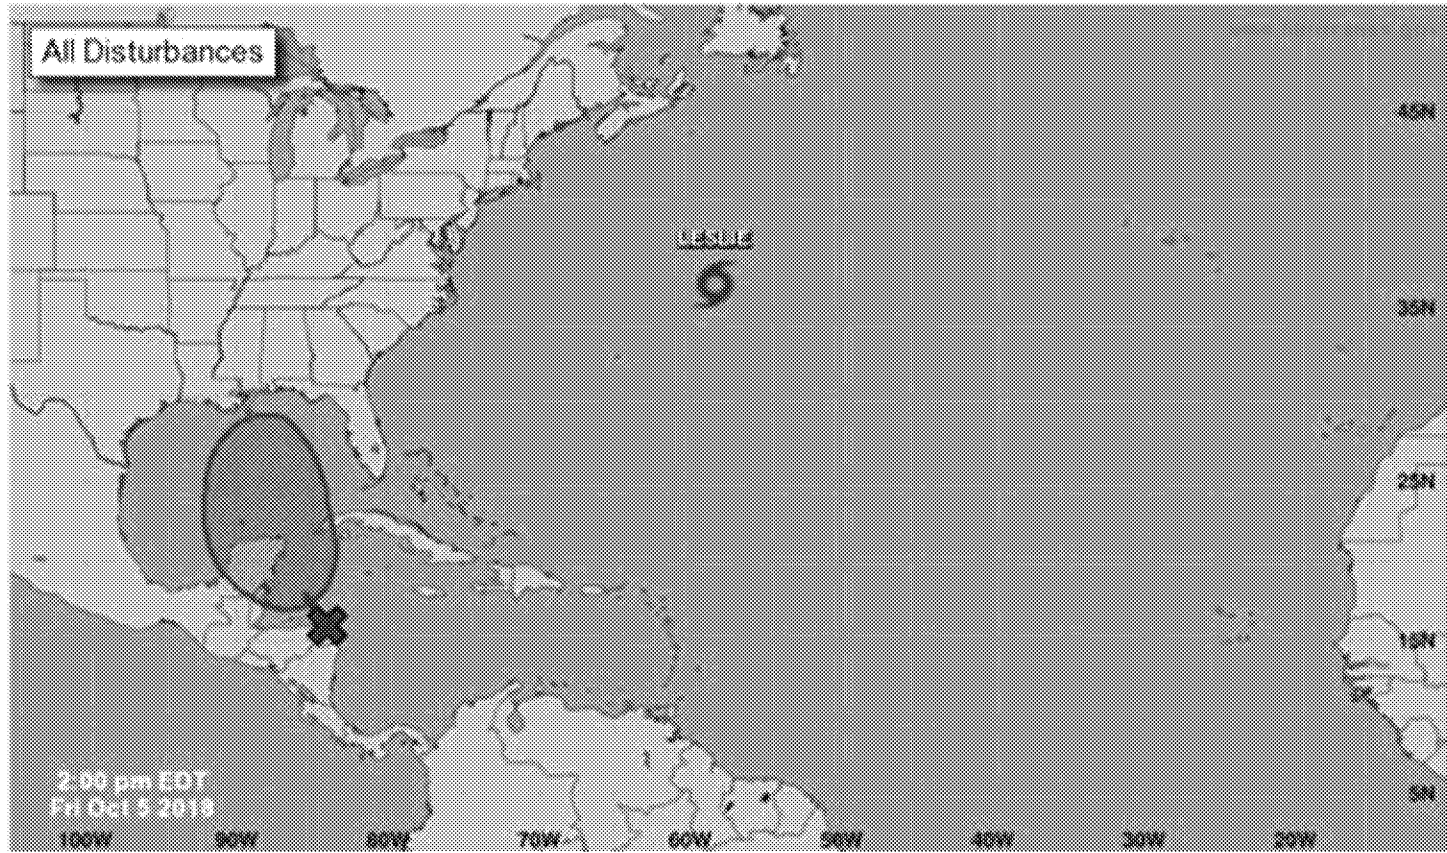 All Disturbances
45N
LESLIE
35N
25N
15N
2:00 pm EDT
Fri Oct 5 2018
5N
100W 90W 80W 70W 60W 50W 40W 30W 20W